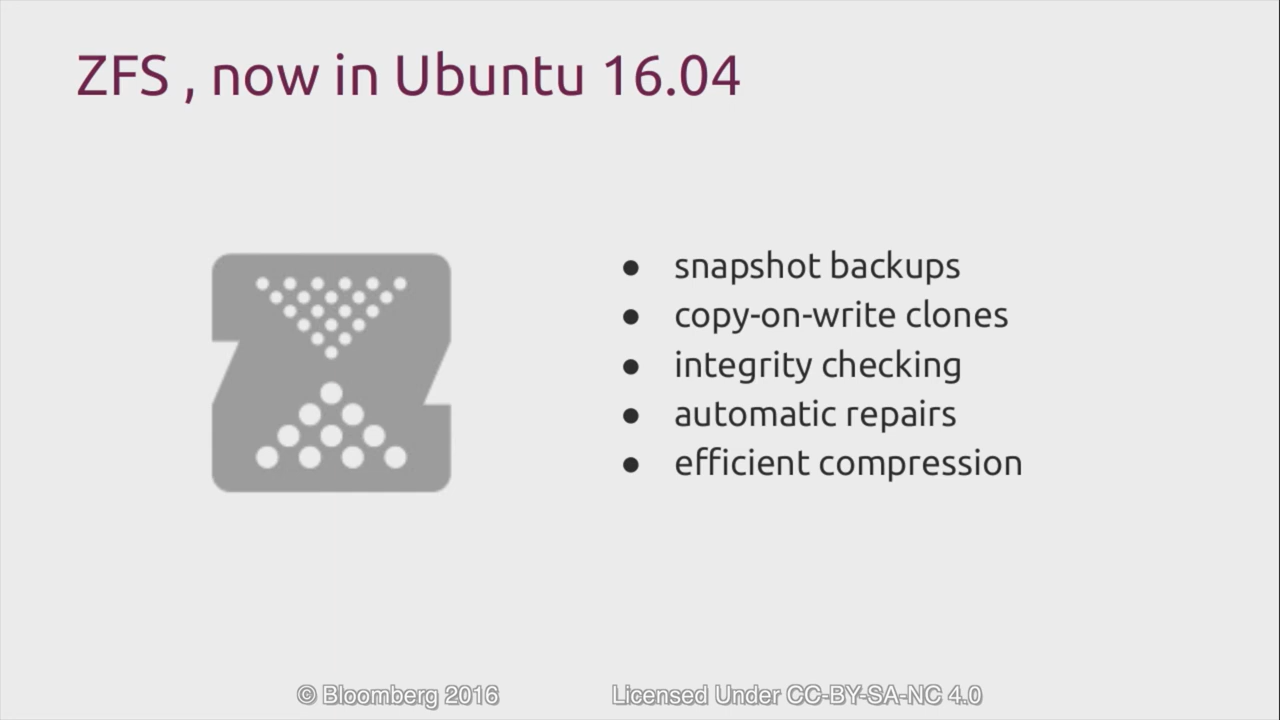 ZFS , now in Ubuntu 16.04
● snapshot backups
● copy-on-write clones
● integrity checking
● automatic repairs
● efficient compression
© Bloomberg 2016 Licensed Under CC-BY-SA-NC 4.0